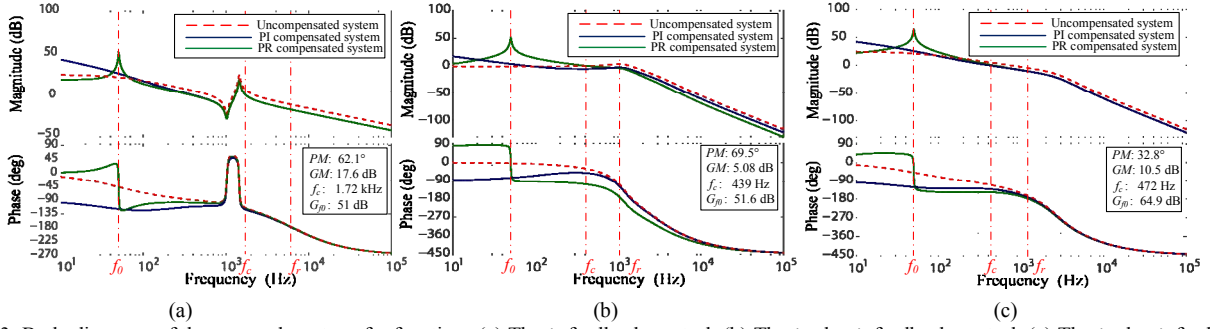 Magnitude (dB)
100
50
0
-50
Uncompensated system
PI compensated system
PR compensated system
Phase (deg)
90
45
0
-45
-90
-135
-180
-225
-270
PM: 62.1°
GM: 17.6 dB
fc: 1.72 kHz
Gf0: 51 dB
10¹ f0 10² Frequency 10³ fc (Hz) fr 10⁴ 10⁵
(a)
Magnitude (dB)
100
50
0
-50
-100
Uncompensated system
PI compensated system
PR compensated system
Phase (deg)
90
0
-90
-180
-270
-360
-450
PM: 69.5°
GM: 5.08 dB
fc: 439 Hz
Gf0: 51.6 dB
10¹ f0 10² Frequency fc 10³ fr (Hz) 10⁴ 10⁵
(b)
Magnitude (dB)
100
50
0
-50
-100
Uncompensated system
PI compensated system
PR compensated system
Phase (deg)
90
0
-90
-180
-270
-360
-450
PM: 32.8°
GM: 10.5 dB
fc: 472 Hz
Gf0: 64.9 dB
10¹ f0 10² Frequency fc 10³ fr (Hz) 10⁴ 10⁵
(c)